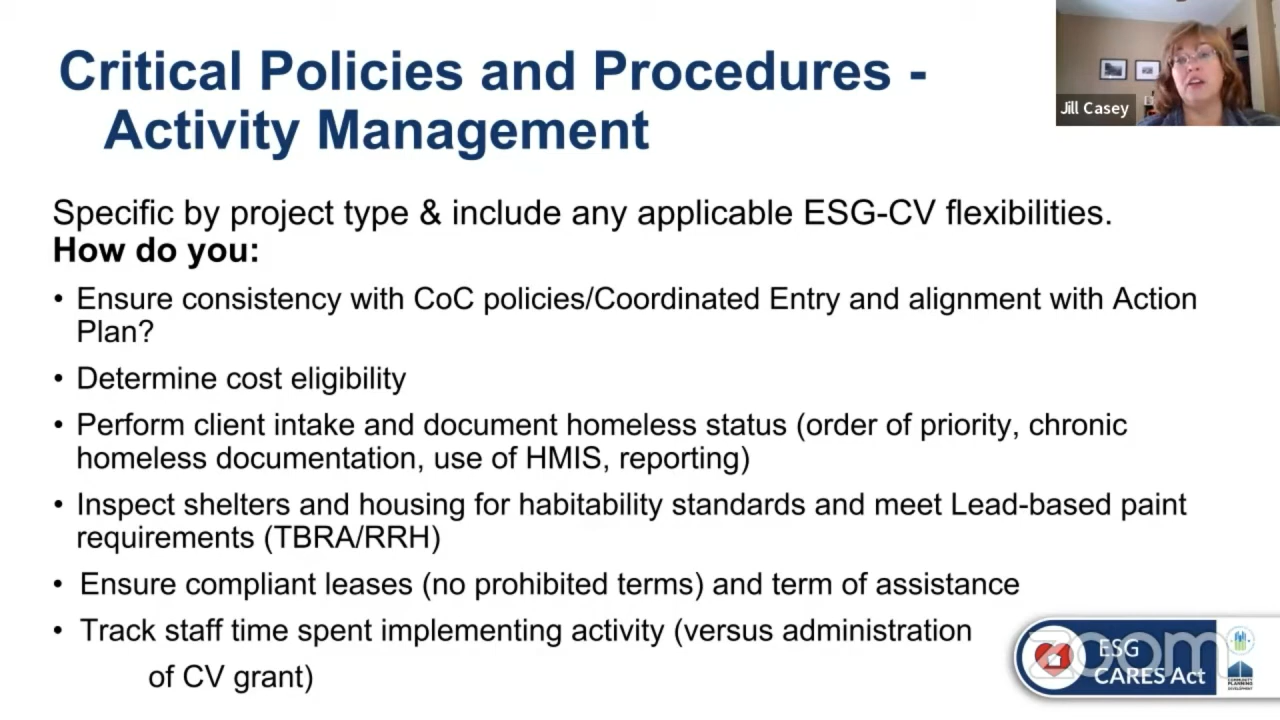 Critical Policies and Procedures -
Activity Management
Jill Casey
Specific by project type & include any applicable ESG-CV flexibilities.
How do you:
• Ensure consistency with CoC policies/Coordinated Entry and alignment with Action
Plan?
• Determine cost eligibility
• Perform client intake and document homeless status (order of priority, chronic
homeless documentation, use of HMIS, reporting)
• Inspect shelters and housing for habitability standards and meet Lead-based paint
requirements (TBRA/RRH)
• Ensure compliant leases (no prohibited terms) and term of assistance
• Track staff time spent implementing activity (versus administration
of CV grant)
zoom
ESG
CARES Act
COMMUNITY
PLANNING
DEVELOPMENT